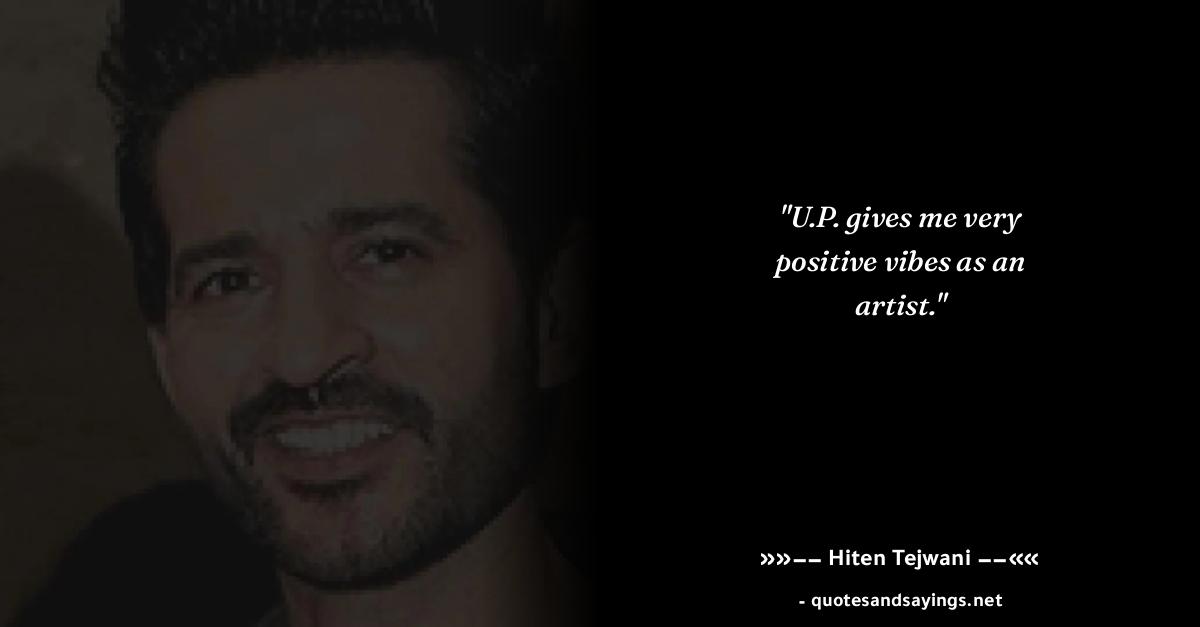 "U.P. gives me very
positive vibes as an
artist."
»»−− Hiten Tejwani −−««
- quotesandsayings.net